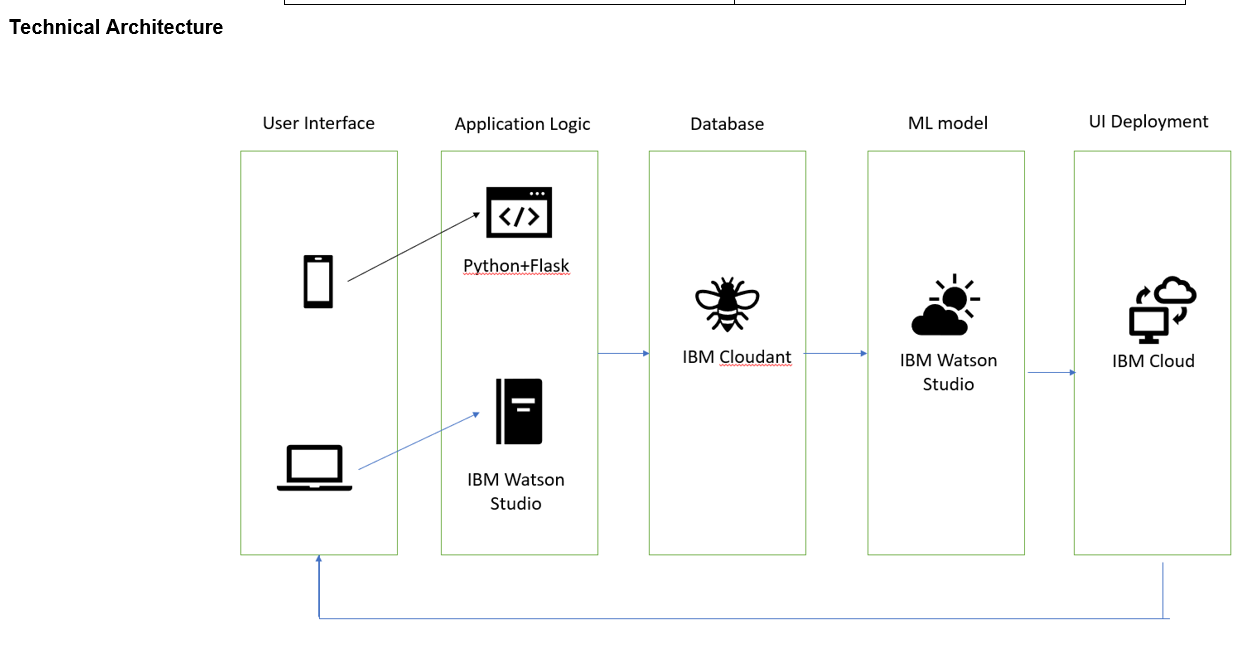 Technical Architecture
User Interface
Application Logic
Database
ML model
UI Deployment
</>
Python+Flask
IBM Cloudant
IBM Watson
Studio
IBM Cloud
IBM Watson
Studio